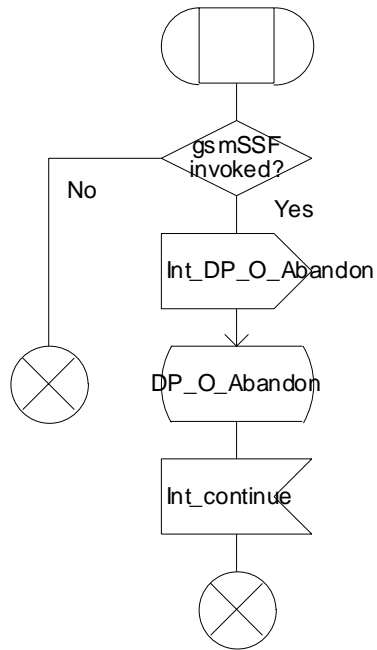 gsmSSF
invoked?
No
Yes
Int_DP_O_Abandon
DP_O_Abandon
Int_continue